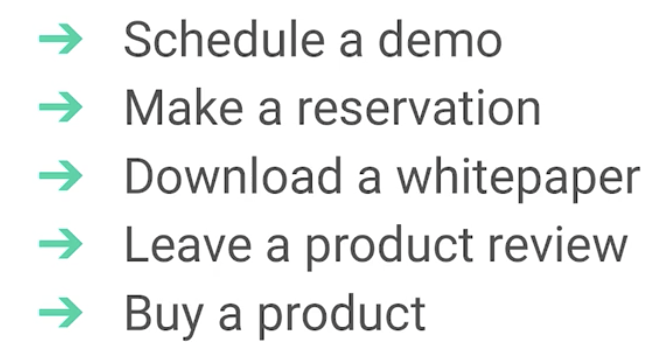 → Schedule a demo
→ Make a reservation
→ Download a whitepaper
→ Leave a product review
→ Buy a product